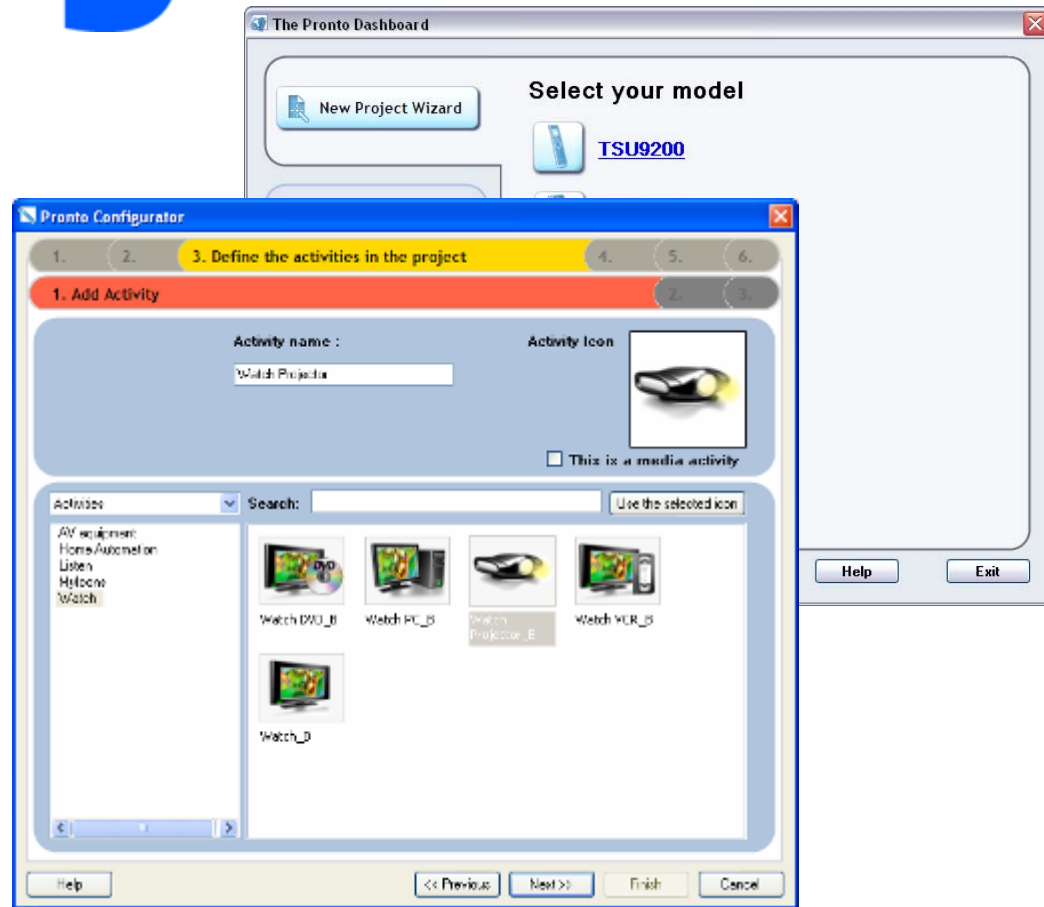 The Pronto Dashboard
New Project Wizard
Select your model
TSU9200
Pronto Configurator
1. 2. 3. Define the activities in the project 4. 5. 6.
1. Add Activity 2. 3.
Activity name :
Activity Icon
Watch Projector
This is a media activity
Activities
Search:
Use the selected icon
AV equipment
Home Automation
Listen
MyIcons
Watch
Watch DVD_B
Watch PC_B
Watch
Projector_B
Watch VCR_B
Watch_B
Help
Exit
Help
<< Previous
Next >>
Finish
Cancel